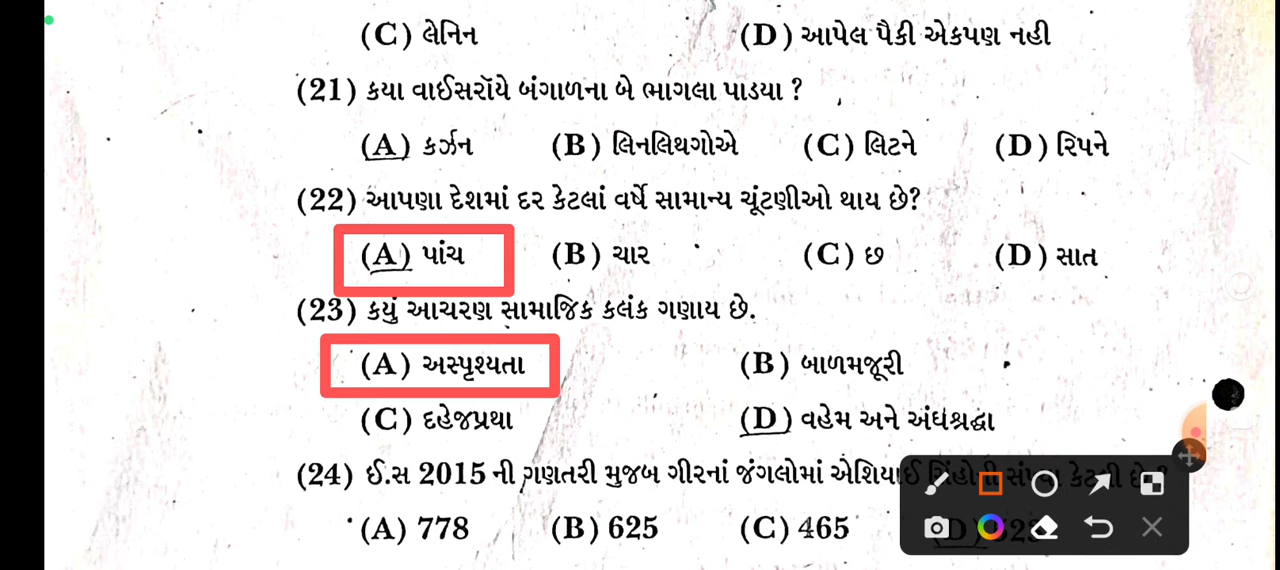 (C) લેનિન (D) આપેલ પૈકી એકપણ નહી
(21) કયા વાઈસરૉયે બંગાળના બે ભાગલા પાડયા ?
(A) કર્ઝન (B) લિનલિથગોએ (C) લિટને (D) રિપને
(22) આપણા દેશમાં દર કેટલાં વર્ષે સામાન્ય ચૂંટણીઓ થાય છે?
(A) પાંચ (B) ચાર (C) છ (D) સાત
(23) કયું આચરણ સામાજિક કલંક ગણાય છે.
(A) અસ્પૃશ્યતા (B) બાળમજૂરી
(C) દહેજપ્રથા (D) વહેમ અને અંધશ્રદ્ધા
(24) ઈ.સ 2015 ની ગણતરી મુજબ ગીરનાં જંગલોમાં એશિયાઈ સિંહોની સંખ્યા કેટલી છે ?
(A) 778 (B) 625 (C) 465 (D) 523